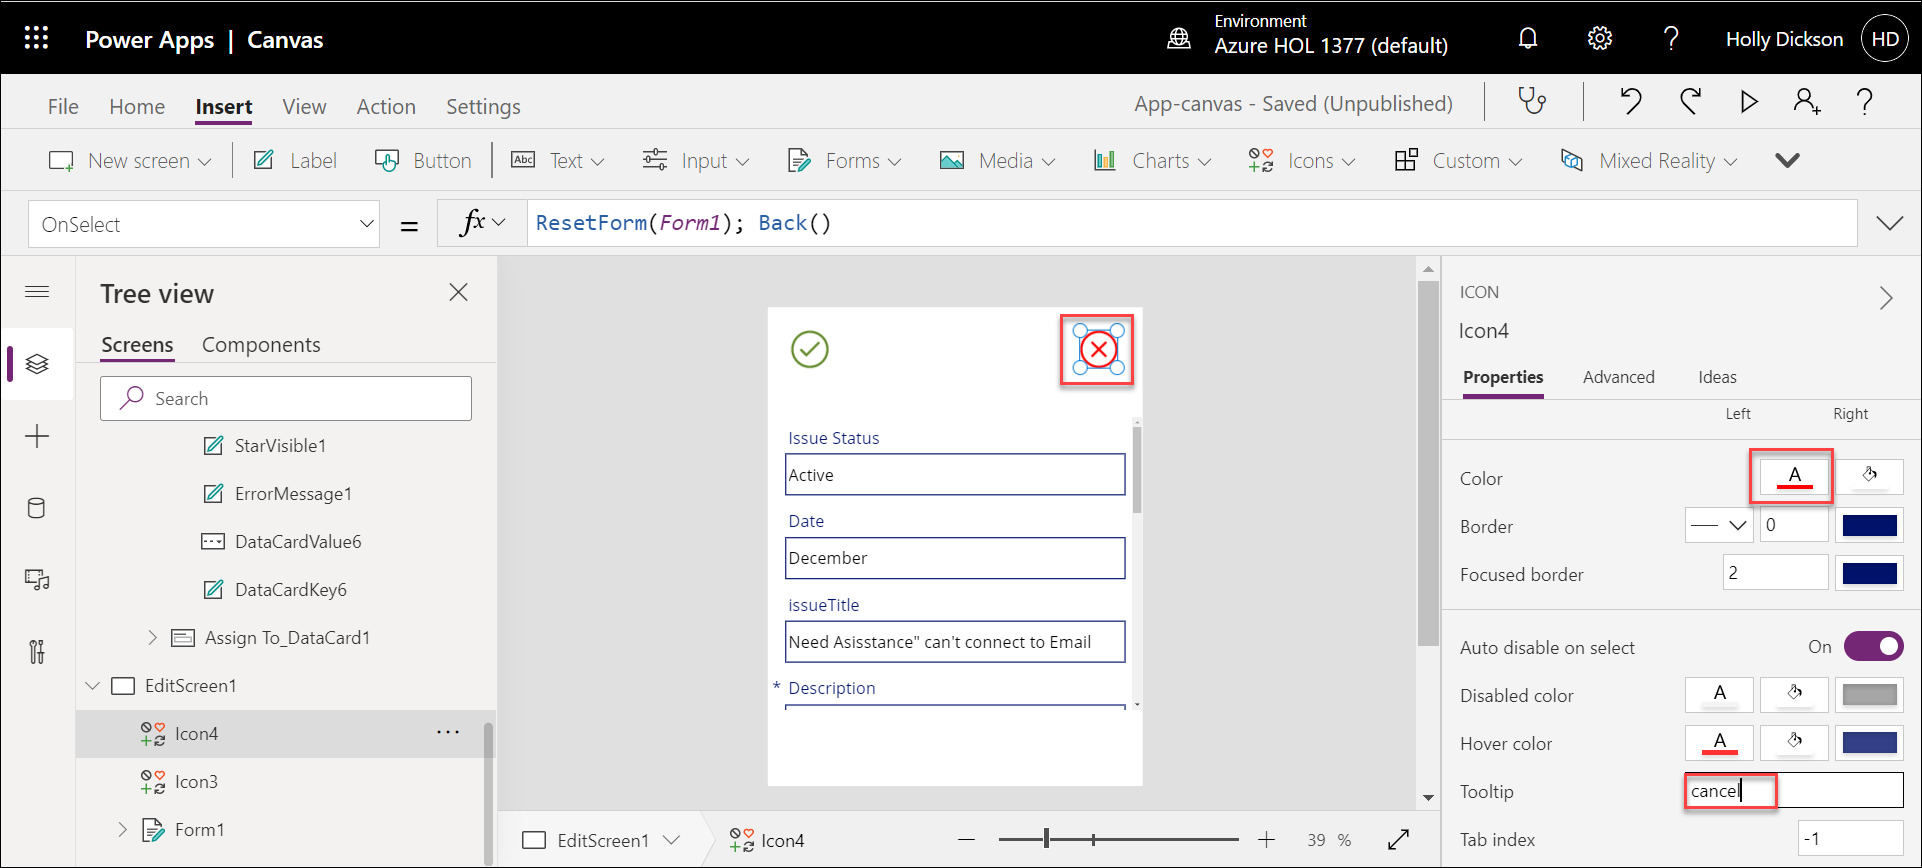 Power Apps | Canvas
Environment
Azure HOL 1377 (default)
Holly Dickson
HD
File Home Insert View Action Settings
App-canvas - Saved (Unpublished)
New screen Label Button Abc Text Input Forms Media Charts Icons Custom Mixed Reality
OnSelect = fx ResetForm(Form1); Back()
Tree view
Screens Components
Search
StarVisible1
ErrorMessage1
DataCardValue6
DataCardKey6
Assign To_DataCard1
EditScreen1
Icon4 ...
Icon3
Form1
Issue Status
Active
Date
December
issueTitle
Need Asisstance" can't connect to Email
* Description
EditScreen1 Icon4
39 %
ICON
Icon4
Properties Advanced Ideas
Left Right
Color A
Border 0
Focused border 2
Auto disable on select On
Disabled color A
Hover color A
Tooltip cancel
Tab index -1